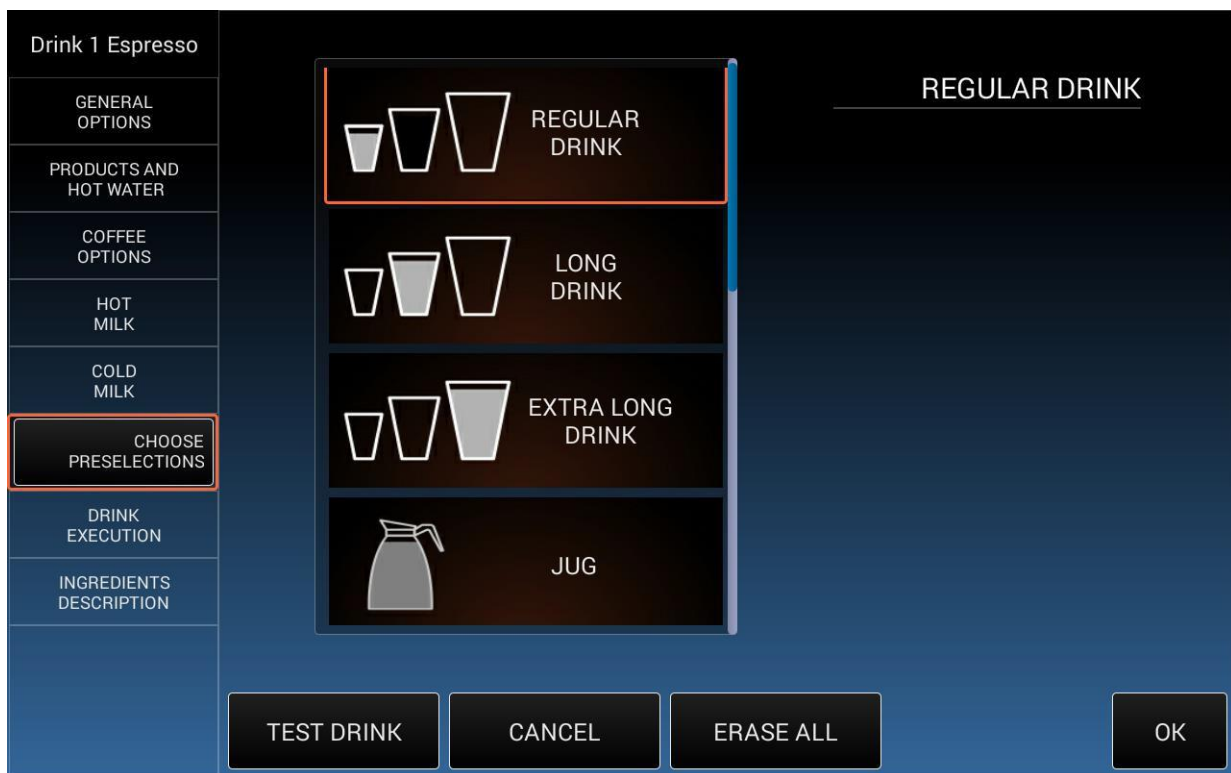 Drink 1 Espresso
GENERAL
OPTIONS
PRODUCTS AND
HOT WATER
COFFEE
OPTIONS
HOT
MILK
COLD
MILK
CHOOSE
PRESELECTIONS
DRINK
EXECUTION
INGREDIENTS
DESCRIPTION
REGULAR
DRINK
LONG
DRINK
EXTRA LONG
DRINK
JUG
REGULAR DRINK
TEST DRINK
CANCEL
ERASE ALL
OK